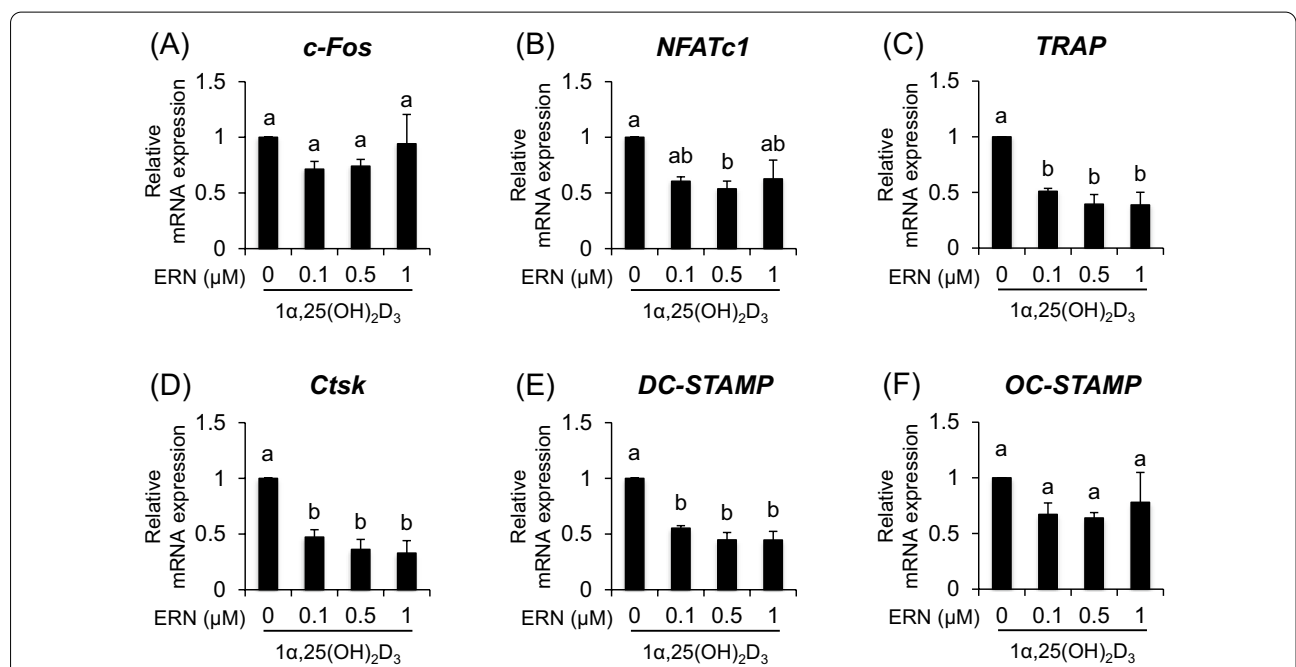 (A) c-Fos
1.5
a a a a
1
0.5
0
Relative
mRNA expression
ERN (µM) 0 0.1 0.5 1
1α,25(OH)₂D₃
(B) NFATc1
1.5
a ab b ab
1
0.5
0
Relative
mRNA expression
ERN (µM) 0 0.1 0.5 1
1α,25(OH)₂D₃
(C) TRAP
1.5
a b b b
1
0.5
0
Relative
mRNA expression
ERN (µM) 0 0.1 0.5 1
1α,25(OH)₂D₃
(D) Ctsk
1.5
a b b b
1
0.5
0
Relative
mRNA expression
ERN (µM) 0 0.1 0.5 1
1α,25(OH)₂D₃
(E) DC-STAMP
1.5
a b b b
1
0.5
0
Relative
mRNA expression
ERN (µM) 0 0.1 0.5 1
1α,25(OH)₂D₃
(F) OC-STAMP
1.5
a a a a
1
0.5
0
Relative
mRNA expression
ERN (µM) 0 0.1 0.5 1
1α,25(OH)₂D₃